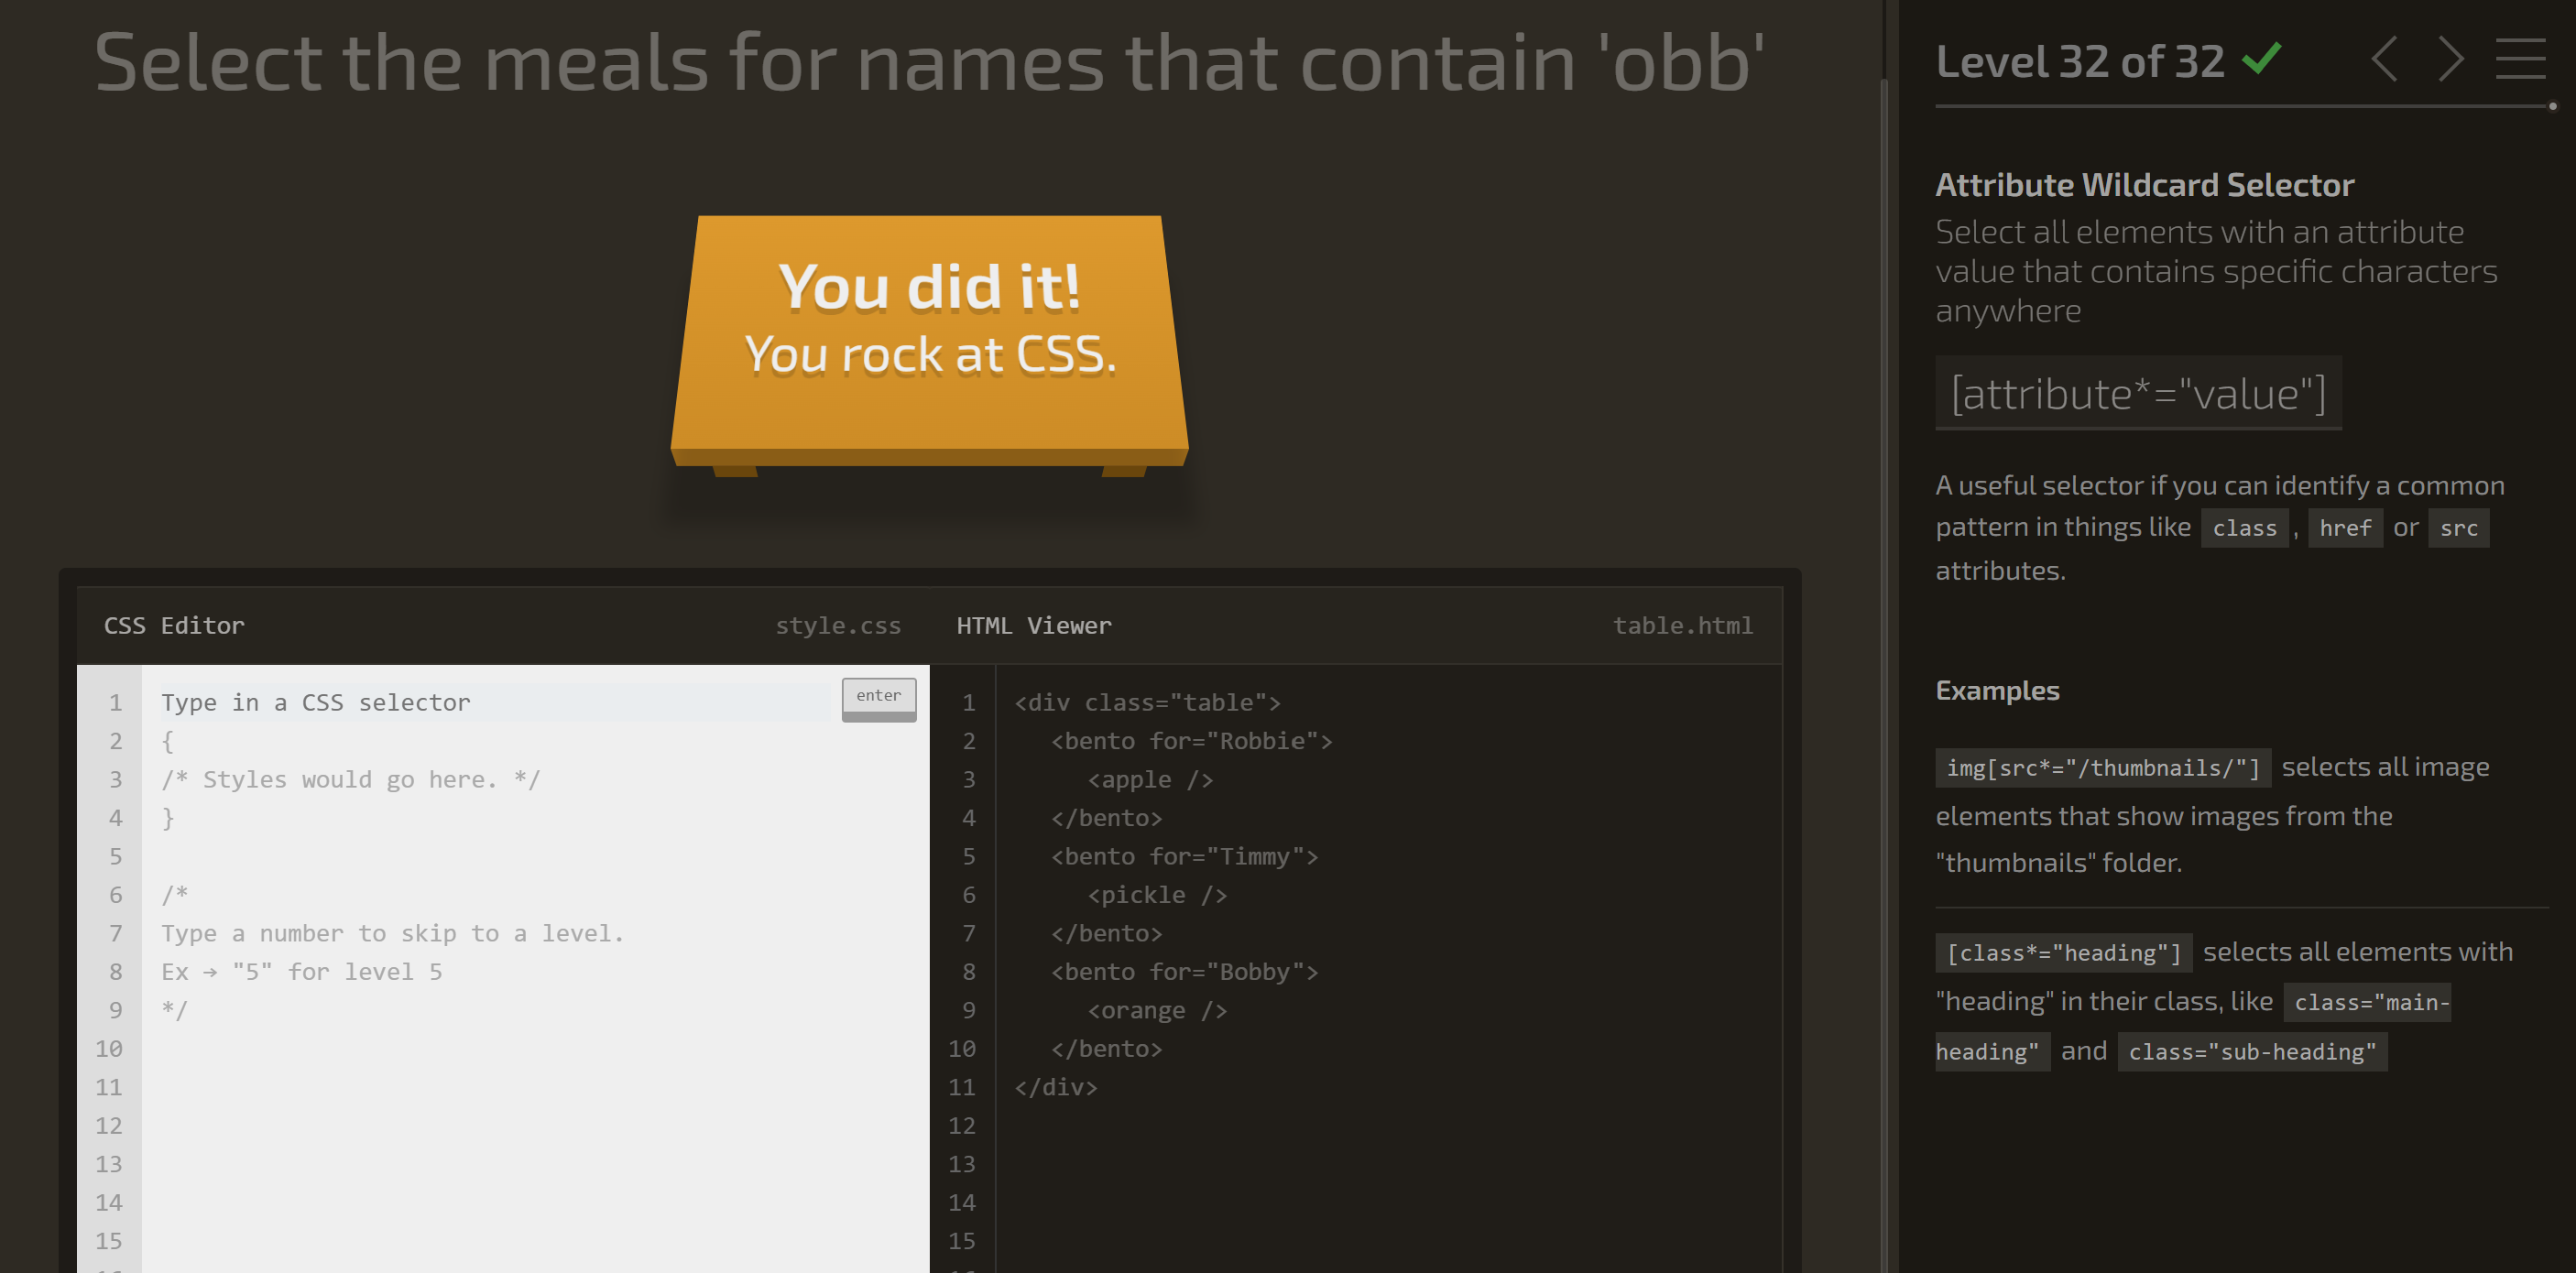 Select the meals for names that contain 'obb'
You did it!
You rock at CSS.
CSS Editor
style.css
1 Type in a CSS selector
enter
2 {
3 /* Styles would go here. */
4 }
5
6 /*
7 Type a number to skip to a level.
8 Ex → "5" for level 5
9 */
10
11
12
13
14
15
HTML Viewer
table.html
1 <div class="table">
2 <bento for="Robbie">
3 <apple />
4 </bento>
5 <bento for="Timmy">
6 <pickle />
7 </bento>
8 <bento for="Bobby">
9 <orange />
10 </bento>
11 </div>
12
13
14
15
Level 32 of 32
Attribute Wildcard Selector
Select all elements with an attribute
value that contains specific characters
anywhere
[attribute*="value"]
A useful selector if you can identify a common
pattern in things like class , href or src
attributes.
Examples
img[src*="/thumbnails/"] selects all image
elements that show images from the
"thumbnails" folder.
[class*="heading"] selects all elements with
"heading" in their class, like class="main-
heading" and class="sub-heading"